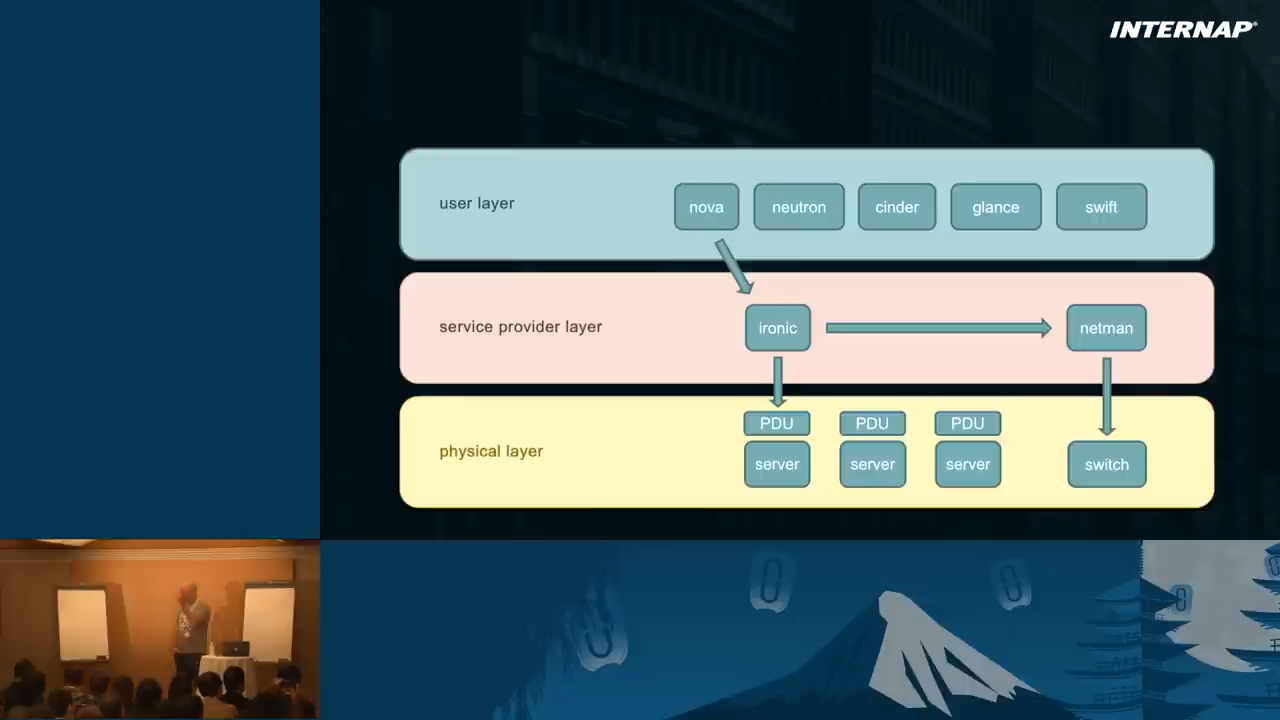 INTERNAP
user layer
nova
neutron
cinder
glance
swift
service provider layer
ironic
netman
physical layer
PDU
PDU
PDU
server
server
server
switch